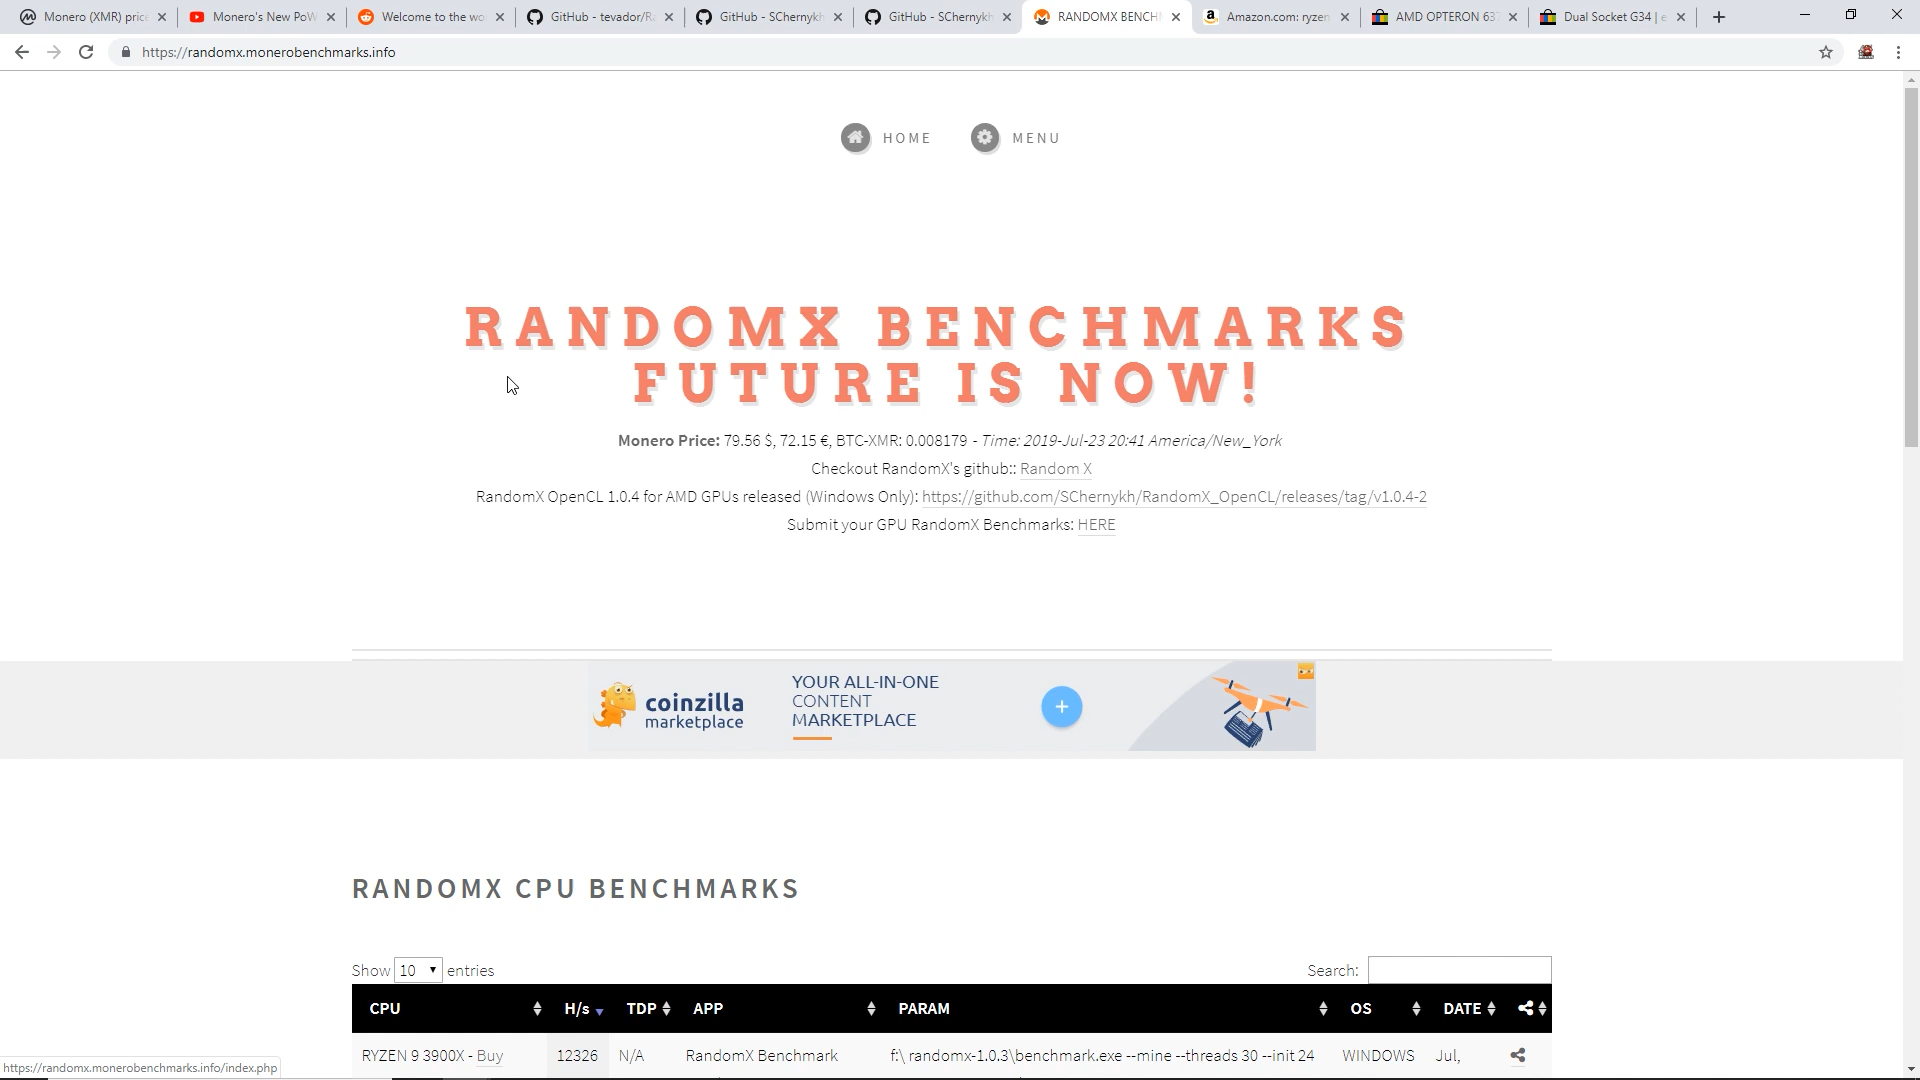 Monero (XMR) pric
Monero's New PoW
Welcome to the wo
GitHub - tevador/R
GitHub - SChernykh
GitHub - SChernykh
RANDOMX BENCH
Amazon.com: ryzen
AMD OPTERON 637
Dual Socket G34 | e
https://randomx.monerobenchmarks.info
HOME
MENU
RANDOMX BENCHMARKS
FUTURE IS NOW!
Monero Price: 79.56 $, 72.15 €, BTC-XMR: 0.008179 - Time: 2019-Jul-23 20:41 America/New_York
Checkout RandomX's github:: Random X
RandomX OpenCL 1.0.4 for AMD GPUs released (Windows Only): https://github.com/SChernykh/RandomX_OpenCL/releases/tag/v1.0.4-2
Submit your GPU RandomX Benchmarks: HERE
coinzilla
marketplace
YOUR ALL-IN-ONE
CONTENT
MARKETPLACE
RANDOMX CPU BENCHMARKS
Show 10 entries
Search:
CPU H/s TDP APP PARAM OS DATE
RYZEN 9 3900X - Buy 12326 N/A RandomX Benchmark f:\ randomx-1.0.3\benchmark.exe --mine --threads 30 --init 24 WINDOWS Jul,
https://randomx.monerobenchmarks.info/index.php